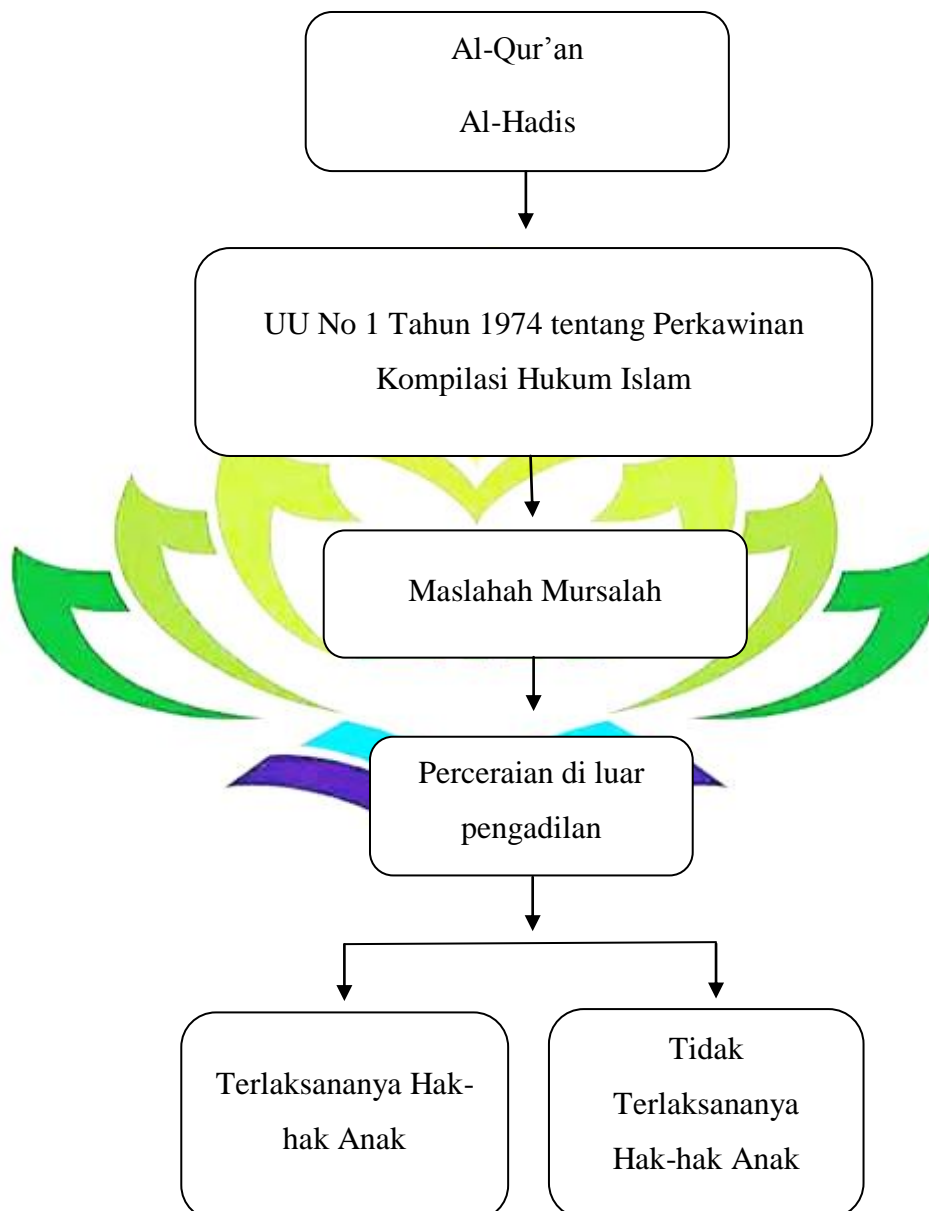 Al-Qur’an
Al-Hadis
UU No 1 Tahun 1974 tentang Perkawinan
Kompilasi Hukum Islam
Maslahah Mursalah
Perceraian di luar
pengadilan
Terlaksananya Hak-
hak Anak
Tidak
Terlaksananya
Hak-hak Anak